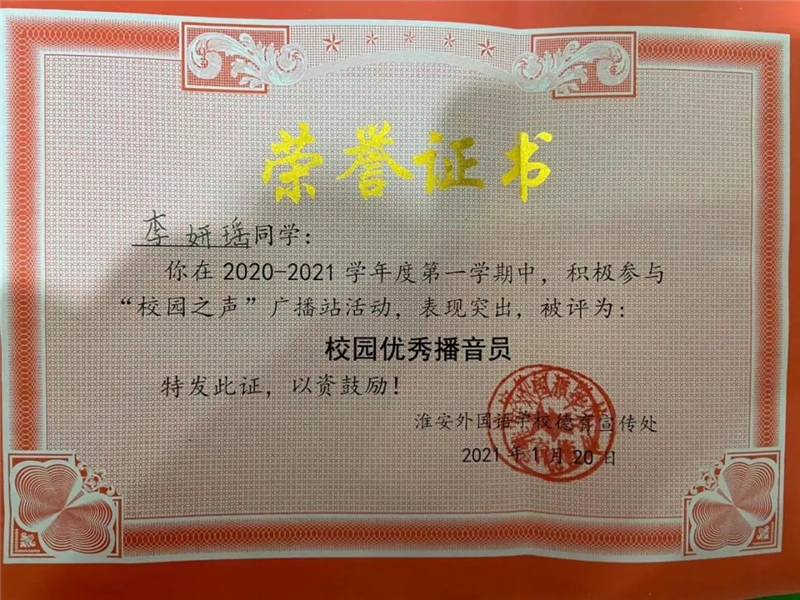 荣誉证书
李妍瑶同学：
你在2020-2021学年度第一学期中，积极参与
“校园之声”广播站活动，表现突出，被评为：
校园优秀播音员
特发此证，以资鼓励！
淮安外国语学校德育宣传处
2021年1月20日